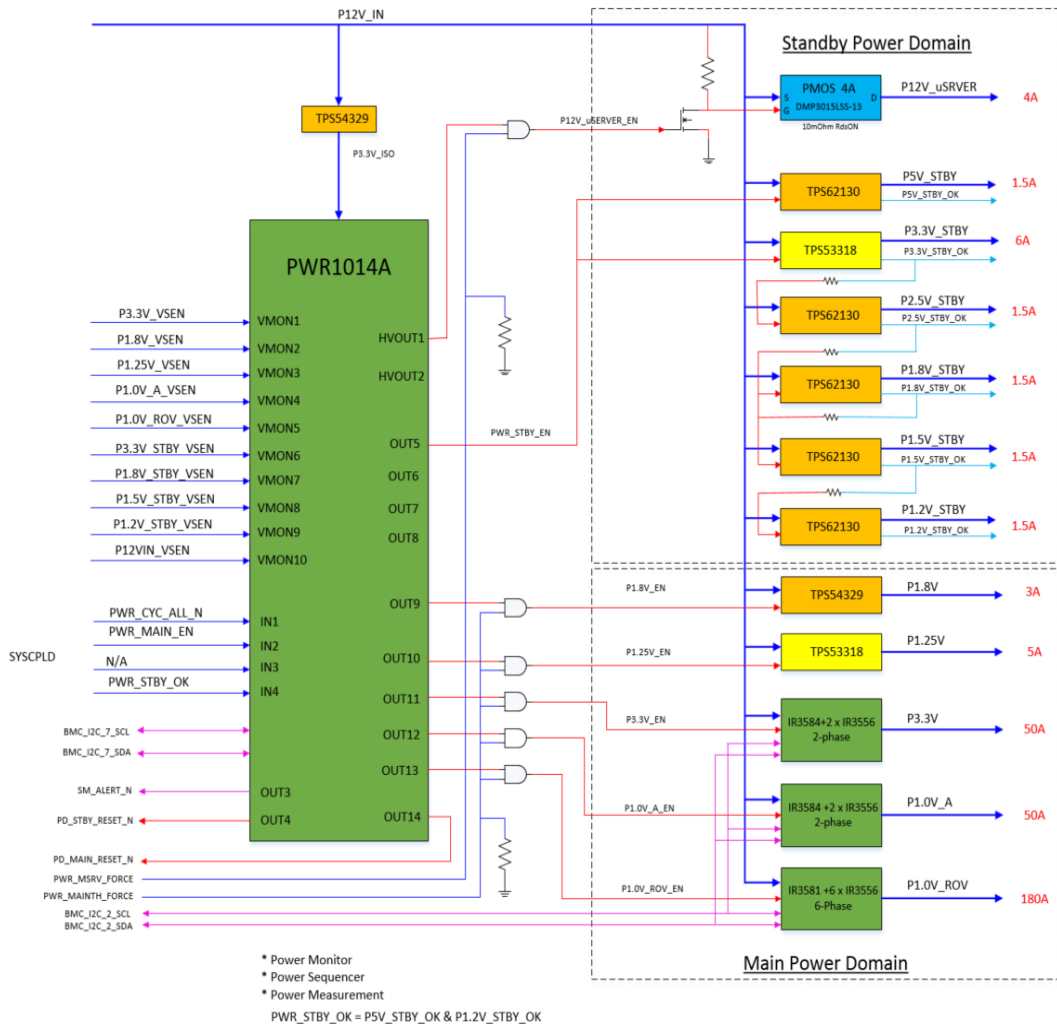 P12V_IN
Standby Power Domain
TPS54329
P3.3V_ISO
PMOS 4A
DMP3015LSS-13
S
D
G
10mOhm RdsON
P12V_uSRVER
4A
P12V_uSERVER_EN
TPS62130
P5V_STBY
P5V_STBY_OK
1.5A
TPS53318
P3.3V_STBY
P3.3V_STBY_OK
6A
TPS62130
P2.5V_STBY
P2.5V_STBY_OK
1.5A
TPS62130
P1.8V_STBY
P1.8V_STBY_OK
1.5A
TPS62130
P1.5V_STBY
P1.5V_STBY_OK
1.5A
TPS62130
P1.2V_STBY
P1.2V_STBY_OK
1.5A
PWR1014A
P3.3V_VSEN
VMON1
P1.8V_VSEN
VMON2
P1.25V_VSEN
VMON3
P1.0V_A_VSEN
VMON4
P1.0V_ROV_VSEN
VMON5
P3.3V_STBY_VSEN
VMON6
P1.8V_STBY_VSEN
VMON7
P1.5V_STBY_VSEN
VMON8
P1.2V_STBY_VSEN
VMON9
P12VIN_VSEN
VMON10
SYSCPLD
PWR_CYC_ALL_N
IN1
PWR_MAIN_EN
IN2
N/A
IN3
PWR_STBY_OK
IN4
BMC_I2C_7_SCL
BMC_I2C_7_SDA
SM_ALERT_N
OUT3
PD_STBY_RESET_N
OUT4
PD_MAIN_RESET_N
PWR_MSRV_FORCE
PWR_MAINTH_FORCE
BMC_I2C_2_SCL
BMC_I2C_2_SDA
HVOUT1
HVOUT2
OUT5
PWR_STBY_EN
OUT6
OUT7
OUT8
OUT9
OUT10
OUT11
OUT12
OUT13
OUT14
P1.8V_EN
TPS54329
P1.8V
3A
P1.25V_EN
TPS53318
P1.25V
5A
P3.3V_EN
IR3584+2 x IR3556
2-phase
P3.3V
50A
P1.0V_A_EN
IR3584 +2 x IR3556
2-phase
P1.0V_A
50A
P1.0V_ROV_EN
IR3581 +6 x IR3556
6-Phase
P1.0V_ROV
180A
Main Power Domain
* Power Monitor
* Power Sequencer
* Power Measurement
PWR_STBY_OK = P5V_STBY_OK & P1.2V_STBY_OK